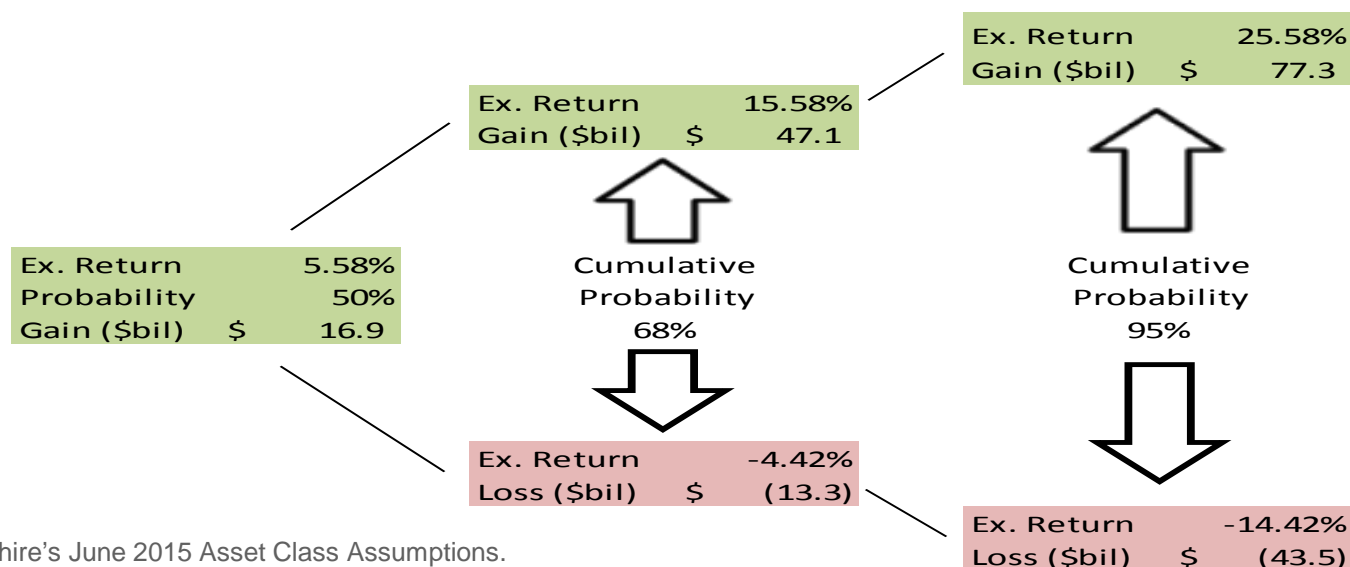 Ex. Return 25.58%
Gain ($bil) $ 77.3
Ex. Return 15.58%
Gain ($bil) $ 47.1
Ex. Return 5.58%
Probability 50%
Gain ($bil) $ 16.9
Cumulative
Probability
68%
Cumulative
Probability
95%
Ex. Return -4.42%
Loss ($bil) $ (13.3)
Ex. Return -14.42%
Loss ($bil) $ (43.5)
hire’s June 2015 Asset Class Assumptions.